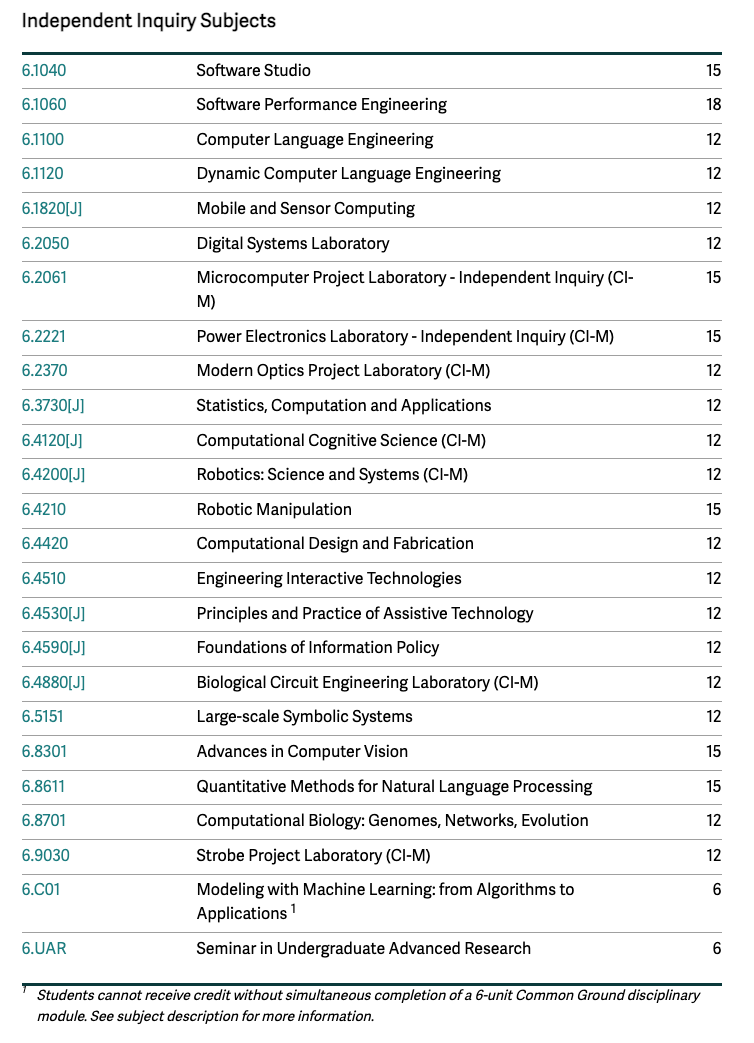 Independent Inquiry Subjects
6.1040 Software Studio 15
6.1060 Software Performance Engineering 18
6.1100 Computer Language Engineering 12
6.1120 Dynamic Computer Language Engineering 12
6.1820[J] Mobile and Sensor Computing 12
6.2050 Digital Systems Laboratory 12
6.2061 Microcomputer Project Laboratory - Independent Inquiry (CI- 15
M)
6.2221 Power Electronics Laboratory - Independent Inquiry (CI-M) 15
6.2370 Modern Optics Project Laboratory (CI-M) 12
6.3730[J] Statistics, Computation and Applications 12
6.4120[J] Computational Cognitive Science (CI-M) 12
6.4200[J] Robotics: Science and Systems (CI-M) 12
6.4210 Robotic Manipulation 15
6.4420 Computational Design and Fabrication 12
6.4510 Engineering Interactive Technologies 12
6.4530[J] Principles and Practice of Assistive Technology 12
6.4590[J] Foundations of Information Policy 12
6.4880[J] Biological Circuit Engineering Laboratory (CI-M) 12
6.5151 Large-scale Symbolic Systems 12
6.8301 Advances in Computer Vision 15
6.8611 Quantitative Methods for Natural Language Processing 15
6.8701 Computational Biology: Genomes, Networks, Evolution 12
6.9030 Strobe Project Laboratory (CI-M) 12
6.C01 Modeling with Machine Learning: from Algorithms to 6
Applications 1
6.UAR Seminar in Undergraduate Advanced Research 6
1 Students cannot receive credit without simultaneous completion of a 6-unit Common Ground disciplinary
module. See subject description for more information.